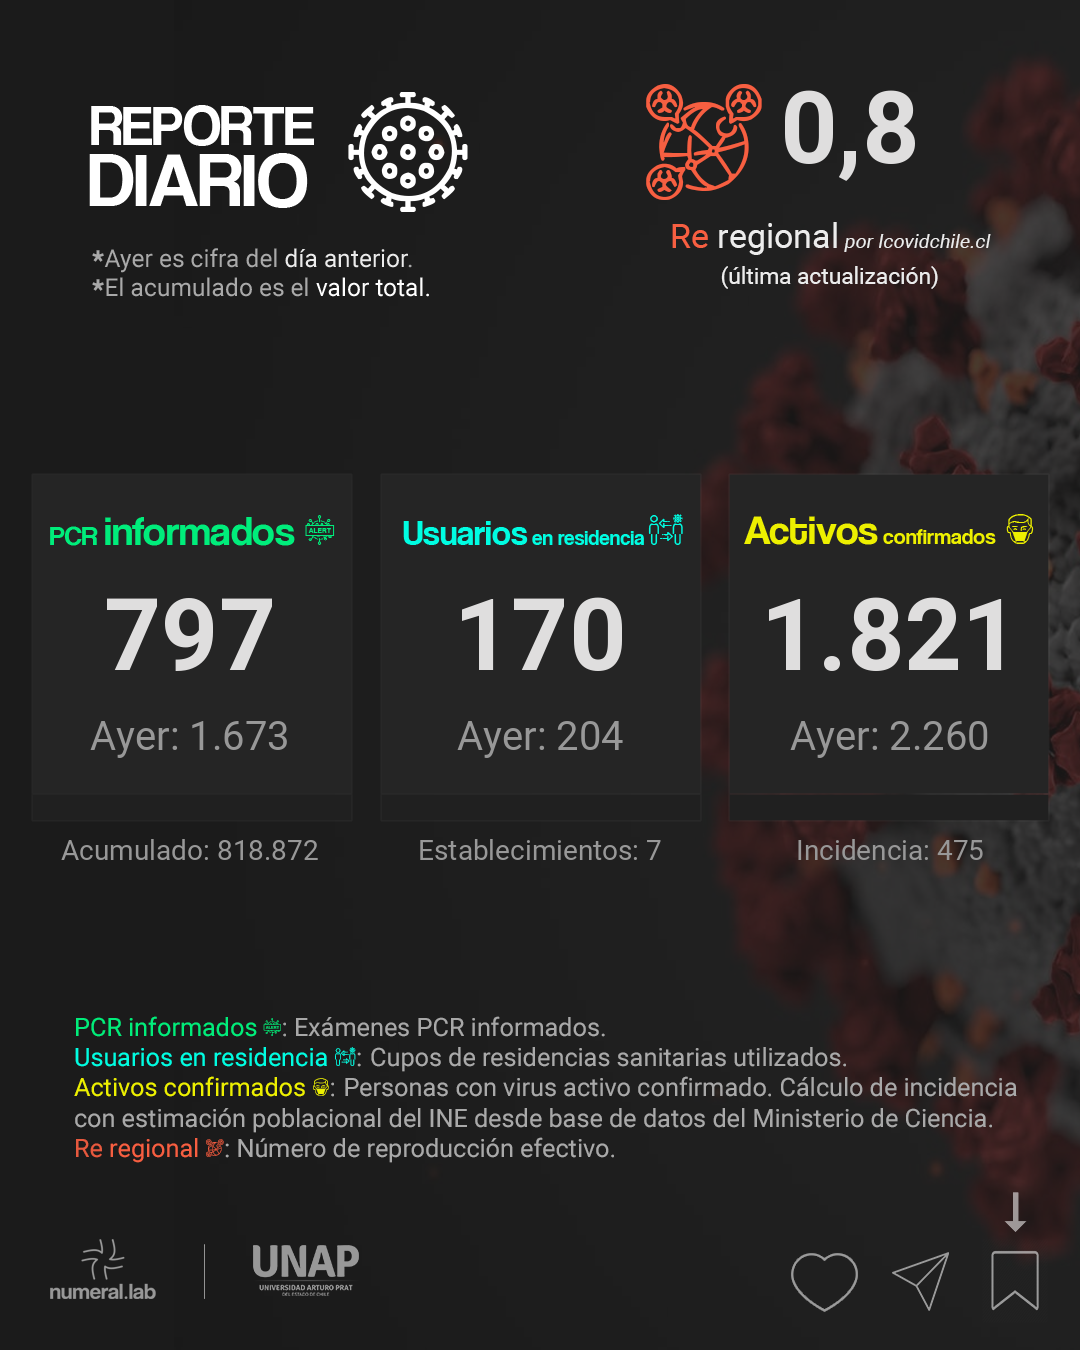 REPORTE
DIARIO
*Ayer es cifra del día anterior.
*El acumulado es el valor total.
0,8
Re regional por Icovidchile.cl
(última actualización)
PCR informados ALERT
797
Ayer: 1.673
Acumulado: 818.872
Usuarios en residencia
170
Ayer: 204
Establecimientos: 7
Activos confirmados
1.821
Ayer: 2.260
Incidencia: 475
PCR informados ALERT: Exámenes PCR informados.
Usuarios en residencia : Cupos de residencias sanitarias utilizados.
Activos confirmados : Personas con virus activo confirmado. Cálculo de incidencia
con estimación poblacional del INE desde base de datos del Ministerio de Ciencia.
Re regional : Número de reproducción efectivo.
numeral.lab
UNAP
UNIVERSIDAD ARTURO PRAT
DEL ESTADO DE CHILE